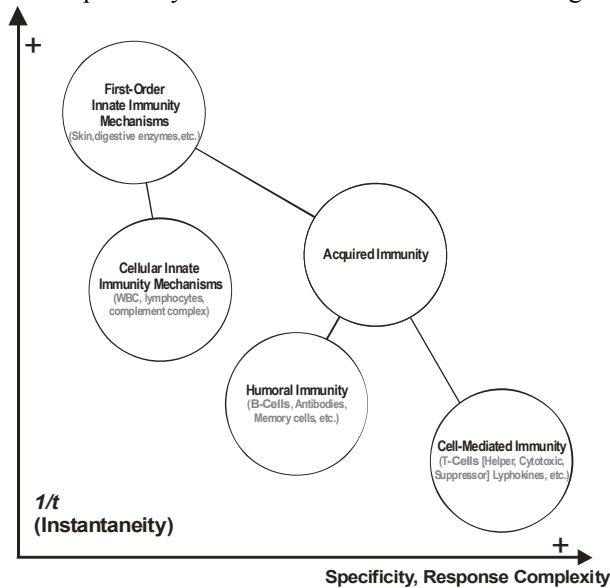 +
First-Order
Innate Immunity
Mechanisms
(Skin,digestive enzymes,etc.)
Cellular Innate
Immunity Mechanisms
(WBC, lymphocytes,
complement complex)
Acquired Immunity
Humoral Immunity
(B-Cells, Antibodies,
Memory cells, etc.)
Cell-Mediated Immunity
(T-Cells [Helper, Cytotoxic,
Suppressor] Lyphokines, etc.)
1/t
(Instantaneity)
+
Specificity, Response Complexity